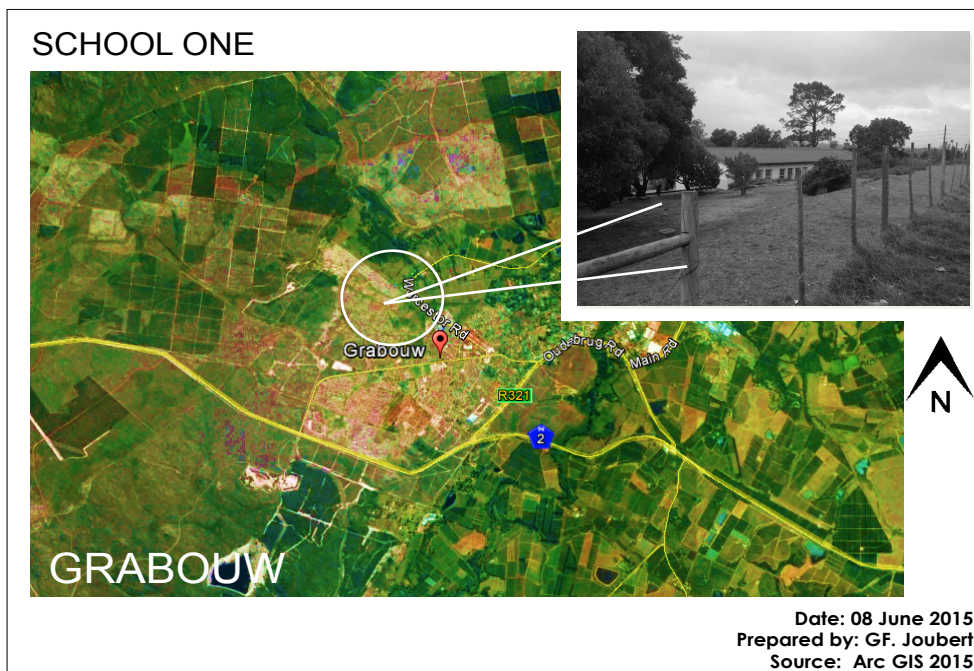 SCHOOL ONE
Worcestor Rd
Grabouw
Oudebrug Rd
Main Rd
R321
N
2
N
GRABOUW
Date: 08 June 2015
Prepared by: GF. Joubert
Source: Arc GIS 2015